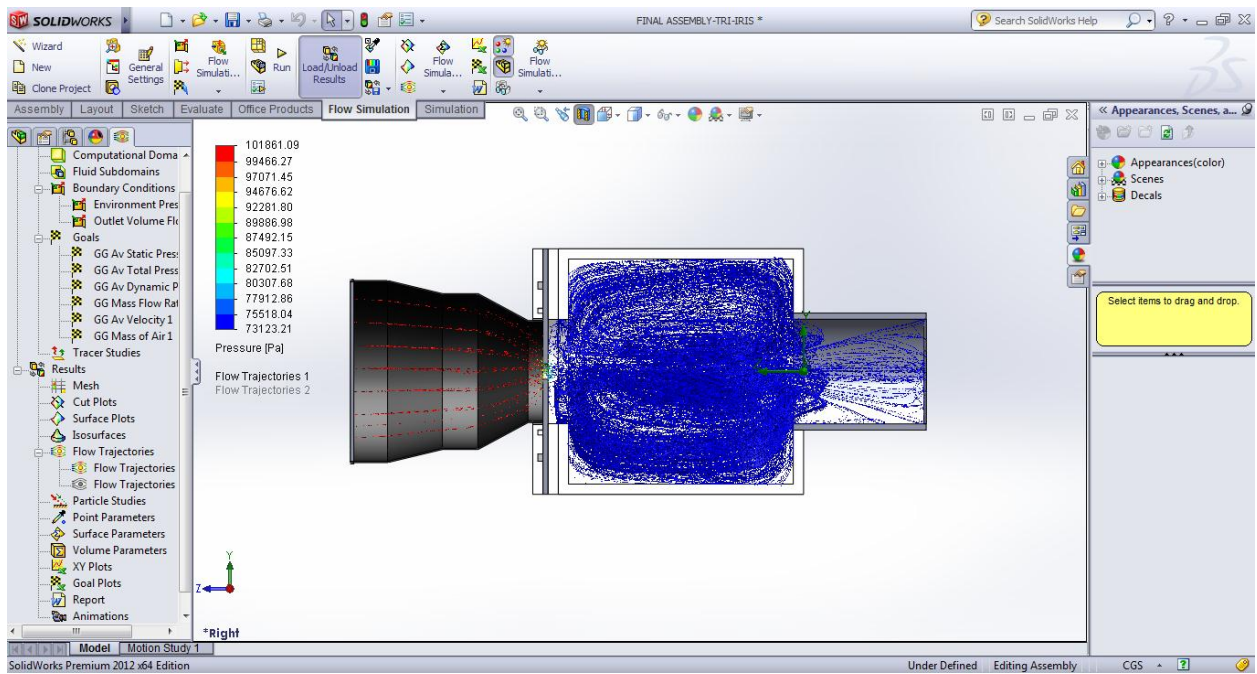 SOLIDWORKS
FINAL ASSEMBLY-TRI-IRIS *
Search SolidWorks Help
Wizard
New
Clone Project
General Settings
Flow Simulati...
Run
Load/Unload Results
Flow Simula...
Flow Simulati...
Assembly
Layout
Sketch
Evaluate
Office Products
Flow Simulation
Simulation
Computational Doma
Fluid Subdomains
Boundary Conditions
Environment Pres
Outlet Volume Flo
Goals
GG Av Static Pres
GG Av Total Press
GG Av Dynamic P
GG Mass Flow Rat
GG Av Velocity 1
GG Mass of Air 1
Tracer Studies
Results
Mesh
Cut Plots
Surface Plots
Isosurfaces
Flow Trajectories
Flow Trajectories
Flow Trajectories
Particle Studies
Point Parameters
Surface Parameters
Volume Parameters
XY Plots
Goal Plots
Report
Animations
101861.09
99466.27
97071.45
94676.62
92281.80
89886.98
87492.15
85097.33
82702.51
80307.68
77912.86
75518.04
73123.21
Pressure [Pa]
Flow Trajectories 1
Flow Trajectories 2
Y
Y
Z
*Right
Appearances, Scenes, a...
Appearances(color)
Scenes
Decals
Select items to drag and drop.
Model
Motion Study 1
SolidWorks Premium 2012 x64 Edition
Under Defined
Editing Assembly
CGS